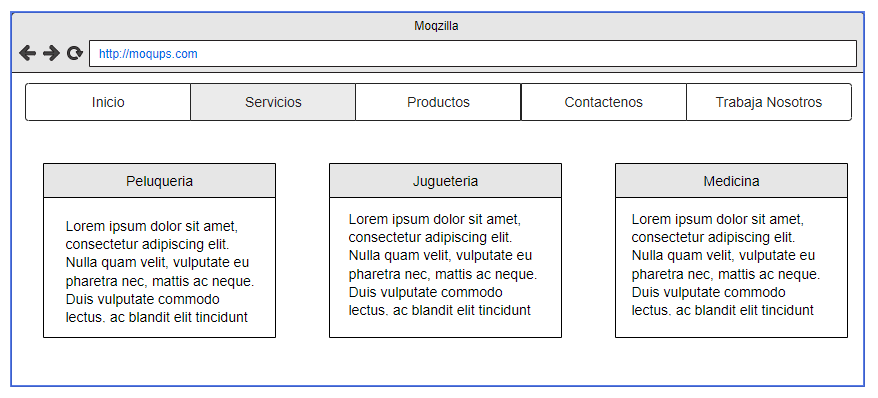 Moqzilla
http://moqups.com
Inicio
Servicios
Productos
Contactenos
Trabaja Nosotros
Peluqueria
Lorem ipsum dolor sit amet,
consectetur adipiscing elit.
Nulla quam velit, vulputate eu
pharetra nec, mattis ac neque.
Duis vulputate commodo
lectus. ac blandit elit tincidunt
Jugueteria
Lorem ipsum dolor sit amet,
consectetur adipiscing elit.
Nulla quam velit, vulputate eu
pharetra nec, mattis ac neque.
Duis vulputate commodo
lectus. ac blandit elit tincidunt
Medicina
Lorem ipsum dolor sit amet,
consectetur adipiscing elit.
Nulla quam velit, vulputate eu
pharetra nec, mattis ac neque.
Duis vulputate commodo
lectus. ac blandit elit tincidunt